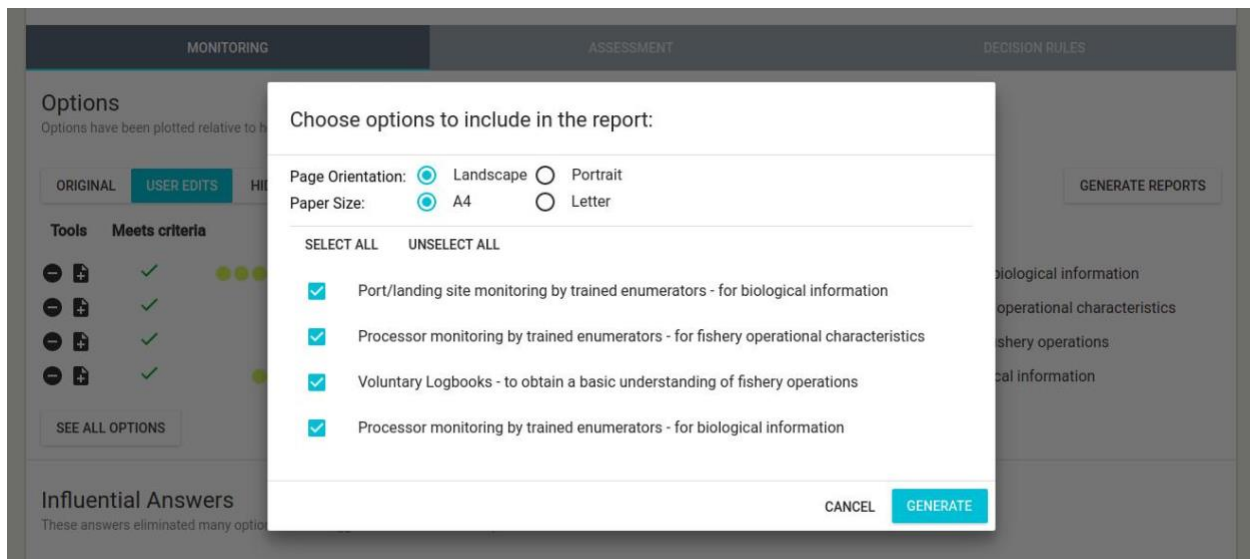 MONITORING
ASSESSMENT
DECISION RULES
Options
Options have been plotted relative to
Choose options to include in the report:
Page Orientation: Landscape Portrait
Paper Size: A4 Letter
ORIGINAL
USER EDITS
GENERATE REPORTS
Tools Meets criteria
SELECT ALL UNSELECT ALL
Port/landing site monitoring by trained enumerators - for biological information
Processor monitoring by trained enumerators - for fishery operational characteristics
Voluntary Logbooks - to obtain a basic understanding of fishery operations
Processor monitoring by trained enumerators - for biological information
biological information
operational characteristics
operations
information
SEE ALL OPTIONS
CANCEL GENERATE
Influential Answers
These answers eliminated many